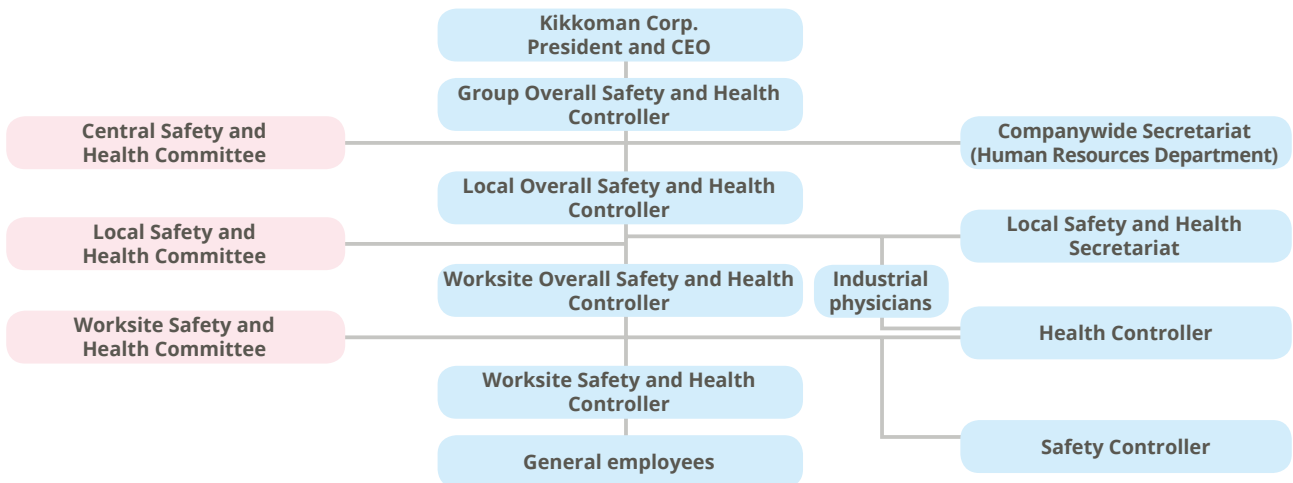 Kikkoman Corp.
President and CEO
Group Overall Safety and Health
Controller
Central Safety and
Health Committee
Companywide Secretariat
(Human Resources Department)
Local Overall Safety and Health
Controller
Local Safety and
Health Committee
Local Safety and Health
Secretariat
Worksite Overall Safety and Health
Controller
Industrial
physicians
Worksite Safety and
Health Committee
Health Controller
Worksite Safety and Health
Controller
Safety Controller
General employees